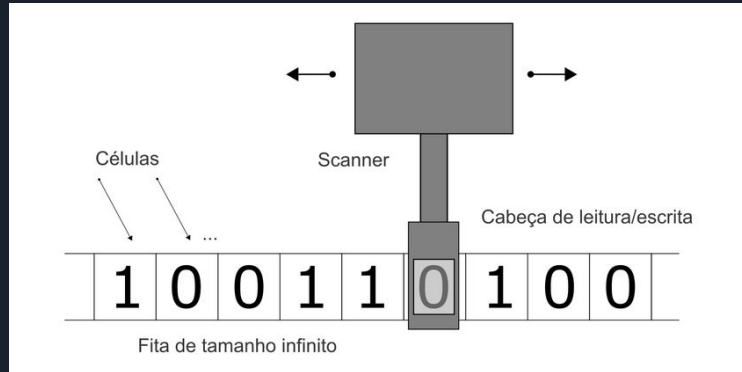 Células
Scanner
Cabeça de leitura/escrita
...
1 0 0 1 1 0 1 0 0
Fita de tamanho infinito